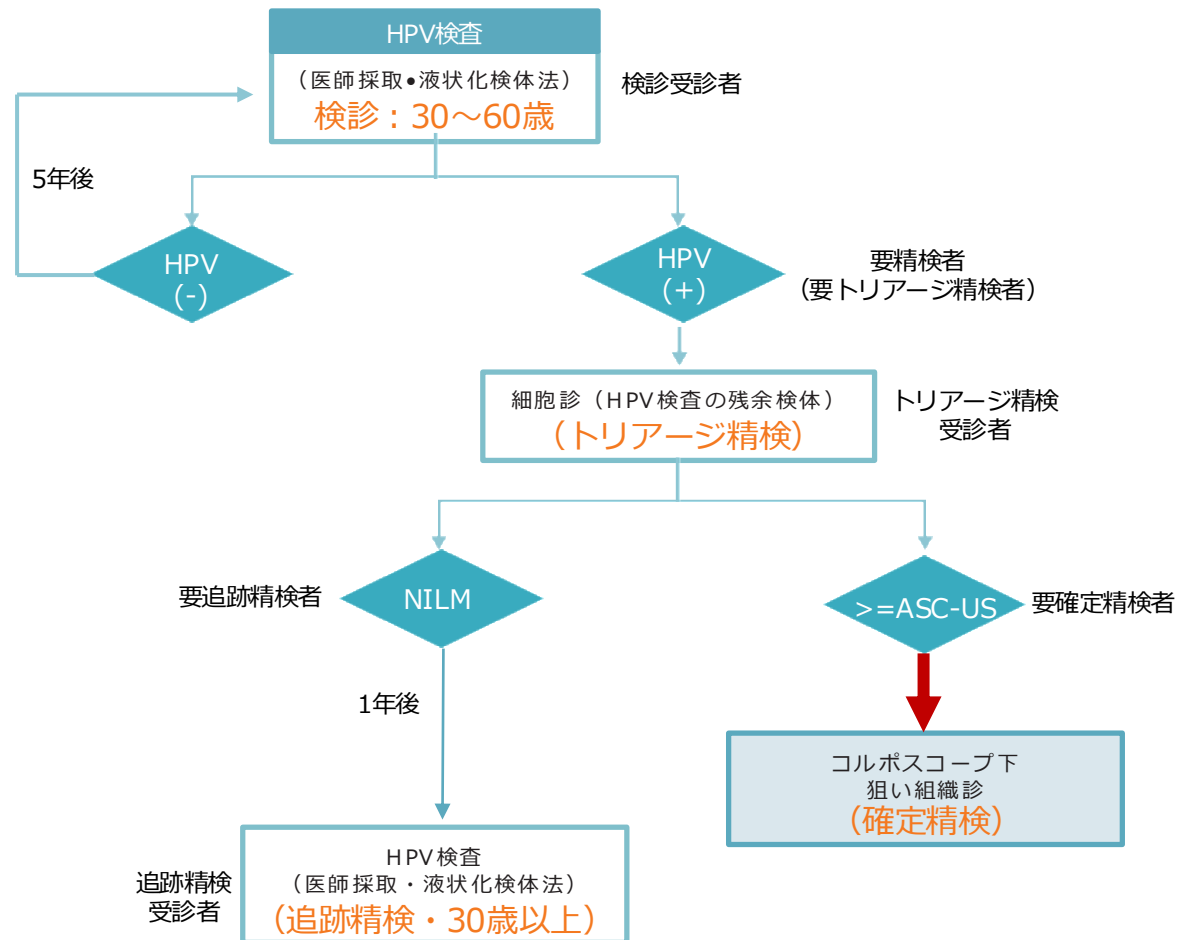 HPV検査
（医師採取•液状化検体法）
検診：30～60歳
検診受診者
5年後
HPV
(-)
HPV
(+)
要精検者
（要トリアージ精検者）
細胞診（HPV検査の残余検体）
（トリアージ精検）
トリアージ精検
受診者
要追跡精検者
NILM
>=ASC-US
要確定精検者
1年後
コルポスコープ下
狙い組織診
（確定精検）
追跡精検
受診者
HPV検査
（医師採取・液状化検体法）
（追跡精検・30歳以上）